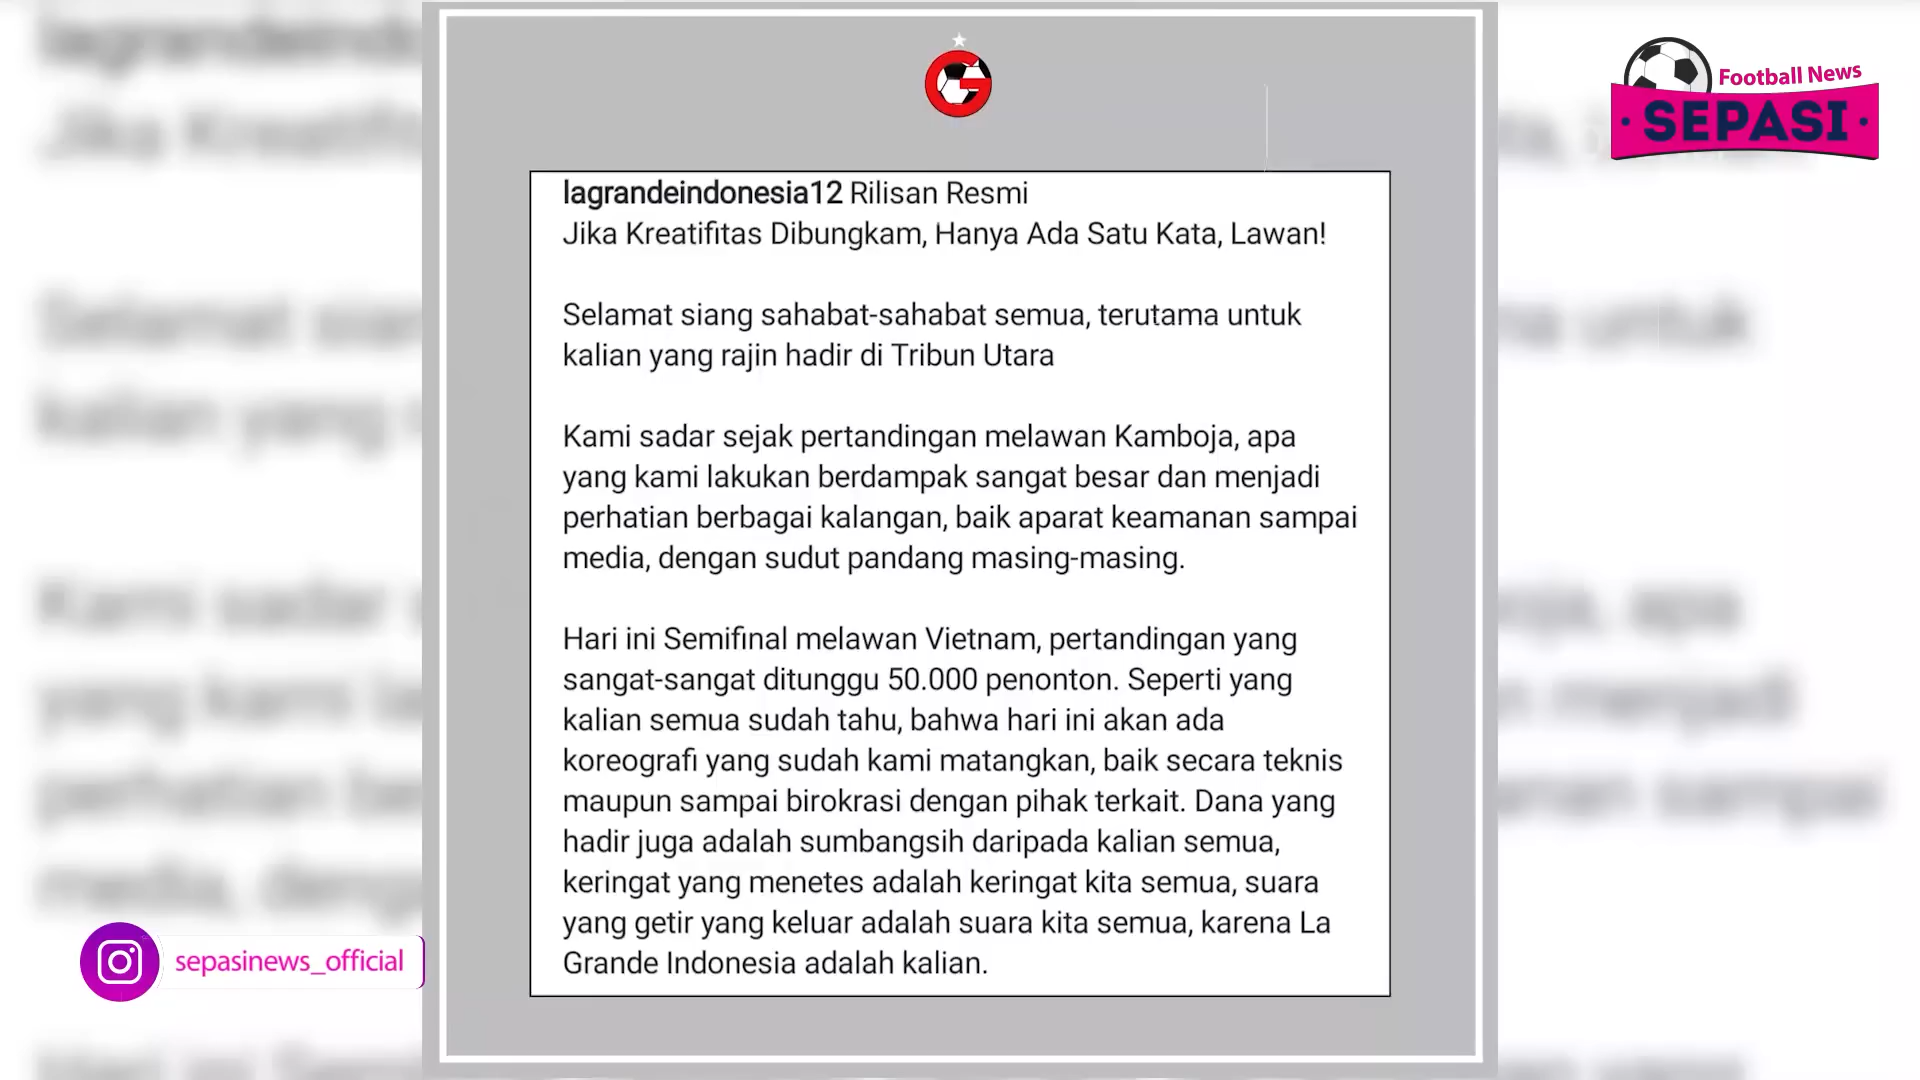 Football News
SEPASI
lagrandeindonesia12 Rilisan Resmi
Jika Kreatifitas Dibungkam, Hanya Ada Satu Kata, Lawan!
Selamat siang sahabat-sahabat semua, terutama untuk
kalian yang rajin hadir di Tribun Utara
Kami sadar sejak pertandingan melawan Kamboja, apa
yang kami lakukan berdampak sangat besar dan menjadi
perhatian berbagai kalangan, baik aparat keamanan sampai
media, dengan sudut pandang masing-masing.
Hari ini Semifinal melawan Vietnam, pertandingan yang
sangat-sangat ditunggu 50.000 penonton. Seperti yang
kalian semua sudah tahu, bahwa hari ini akan ada
koreografi yang sudah kami matangkan, baik secara teknis
maupun sampai birokrasi dengan pihak terkait. Dana yang
hadir juga adalah sumbangsih daripada kalian semua,
keringat yang menetes adalah keringat kita semua, suara
yang getir yang keluar adalah suara kita semua, karena La
Grande Indonesia adalah kalian.
sepasinews_official